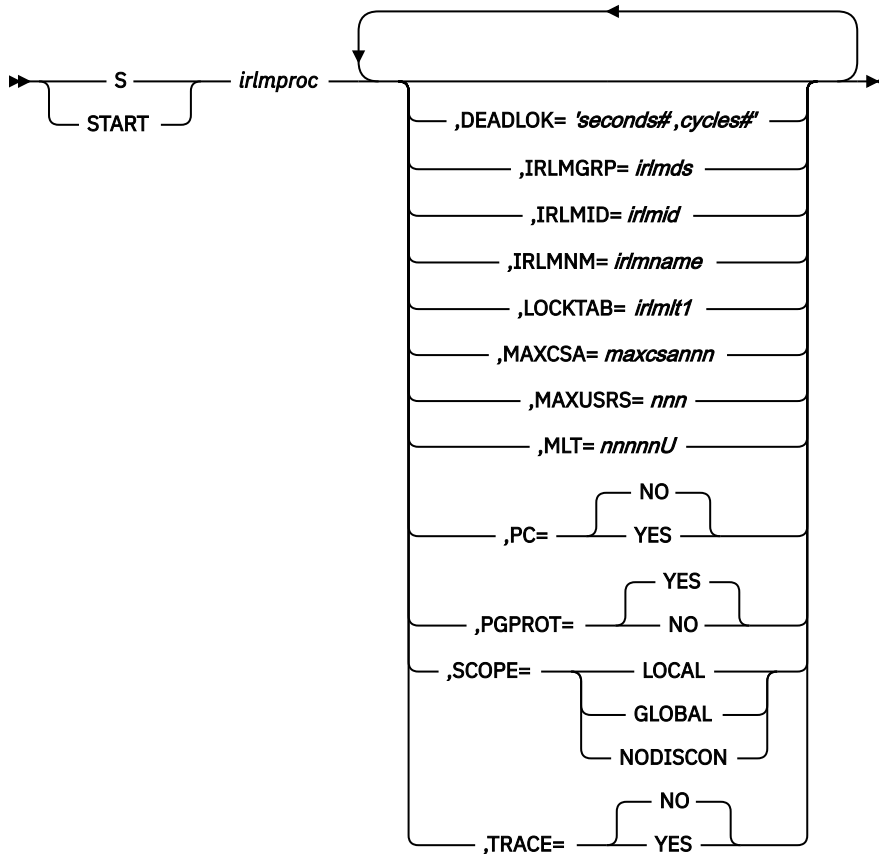 S irlmproc
START
,DEADLOK= 'seconds# ,cycles#'
,IRLMGRP= irlmds
,IRLMID= irlmid
,IRLMNM= irlmname
,LOCKTAB= irlmlt1
,MAXCSA= maxcsannn
,MAXUSRS= nnn
,MLT= nnnnnU
NO
,PC= YES
YES
,PGPROT= NO
,SCOPE= LOCAL
GLOBAL
NODISCON
NO
,TRACE= YES